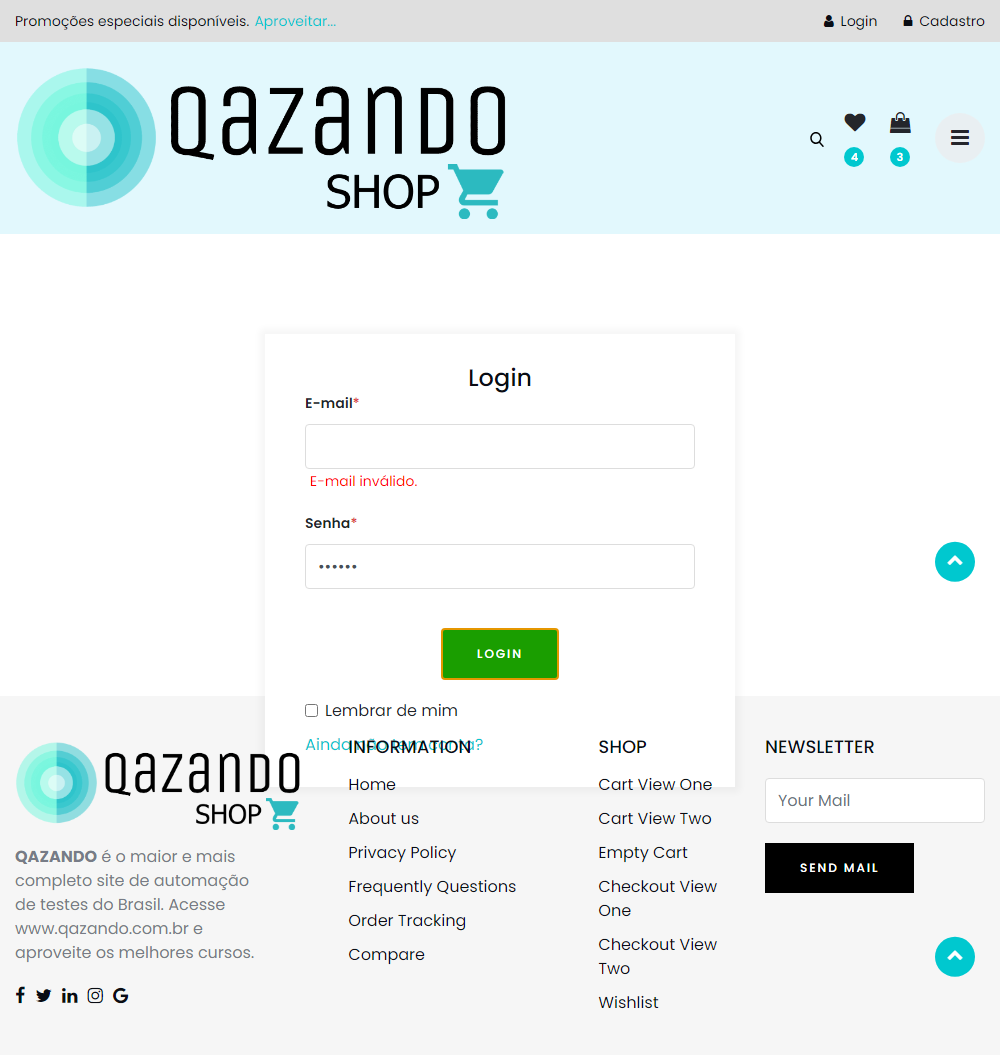 Promoções especiais disponíveis. Aproveitar...
Login
Cadastro
QAZANDO
SHOP
4
3
Login
E-mail*
E-mail inválido.
Senha*
••••••
LOGIN
Lembrar de mim
Ainda não tem conta?
QAZANDO
SHOP
QAZANDO é o maior e mais
completo site de automação
de testes do Brasil. Acesse
www.qazando.com.br e
aproveite os melhores cursos.
INFORMATION
Home
About us
Privacy Policy
Frequently Questions
Order Tracking
Compare
SHOP
Cart View One
Cart View Two
Empty Cart
Checkout View
One
Checkout View
Two
Wishlist
NEWSLETTER
Your Mail
SEND MAIL